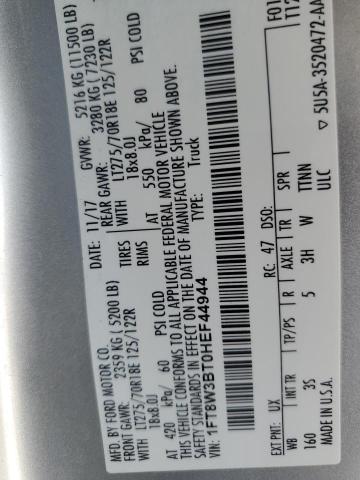 MFD. BY FORD MOTOR CO.
DATE: 11/17 GVWR: 5216 KG (11500 LB)
FRONT GAWR: 2359 KG (5200 LB) REAR GAWR: 3280 KG (7230 LB)
WITH LT275/70R18E 125/122R TIRES WITH LT275/70R18E 125/122R
18x8.0J RIMS 18x8.0J
AT 420 kPa/ 60 PSI COLD AT 550 kPa/ 80 PSI COLD
THIS VEHICLE CONFORMS TO ALL APPLICABLE FEDERAL MOTOR VEHICLE
SAFETY STANDARDS IN EFFECT ON THE DATE OF MANUFACTURE SHOWN ABOVE.
VIN: 1FT8W3BT0HEF44944 TYPE: Truck
F01
T12
EXT PNT: UX RC: 47 DSO:
WB INT TR TP/PS R AXLE TR SPR TTNN
160 3S 5 3H W ULC
MADE IN U.S.A. 5U5A-3520472-AA